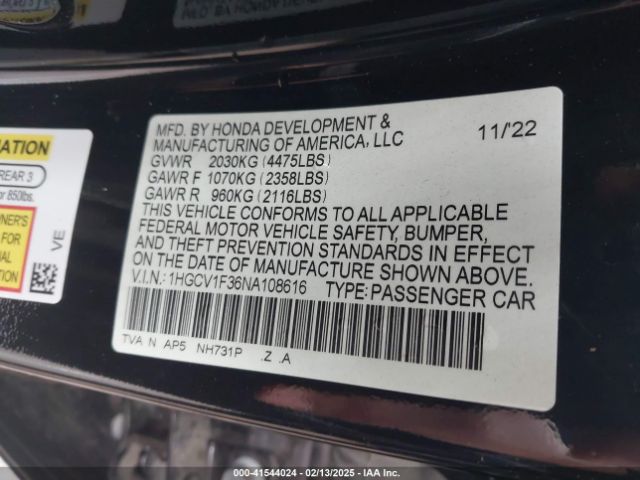 MFD. BY HONDA DEVELOPMENT &
MANUFACTURING OF AMERICA, LLC 11/'22
GVWR 2030KG (4475LBS)
GAWR F 1070KG (2358LBS)
GAWR R 960KG (2116LBS)
THIS VEHICLE CONFORMS TO ALL APPLICABLE
FEDERAL MOTOR VEHICLE SAFETY, BUMPER,
AND THEFT PREVENTION STANDARDS IN EFFECT
ON THE DATE OF MANUFACTURE SHOWN ABOVE.
V.I.N.: 1HGCV1F36NA108616 TYPE:PASSENGER CAR
TVA N AP5 NH731P .Z .A
REAR 3
850lbs.
FOR
VE
000-41544024 - 02/13/2025 - IAA Inc.